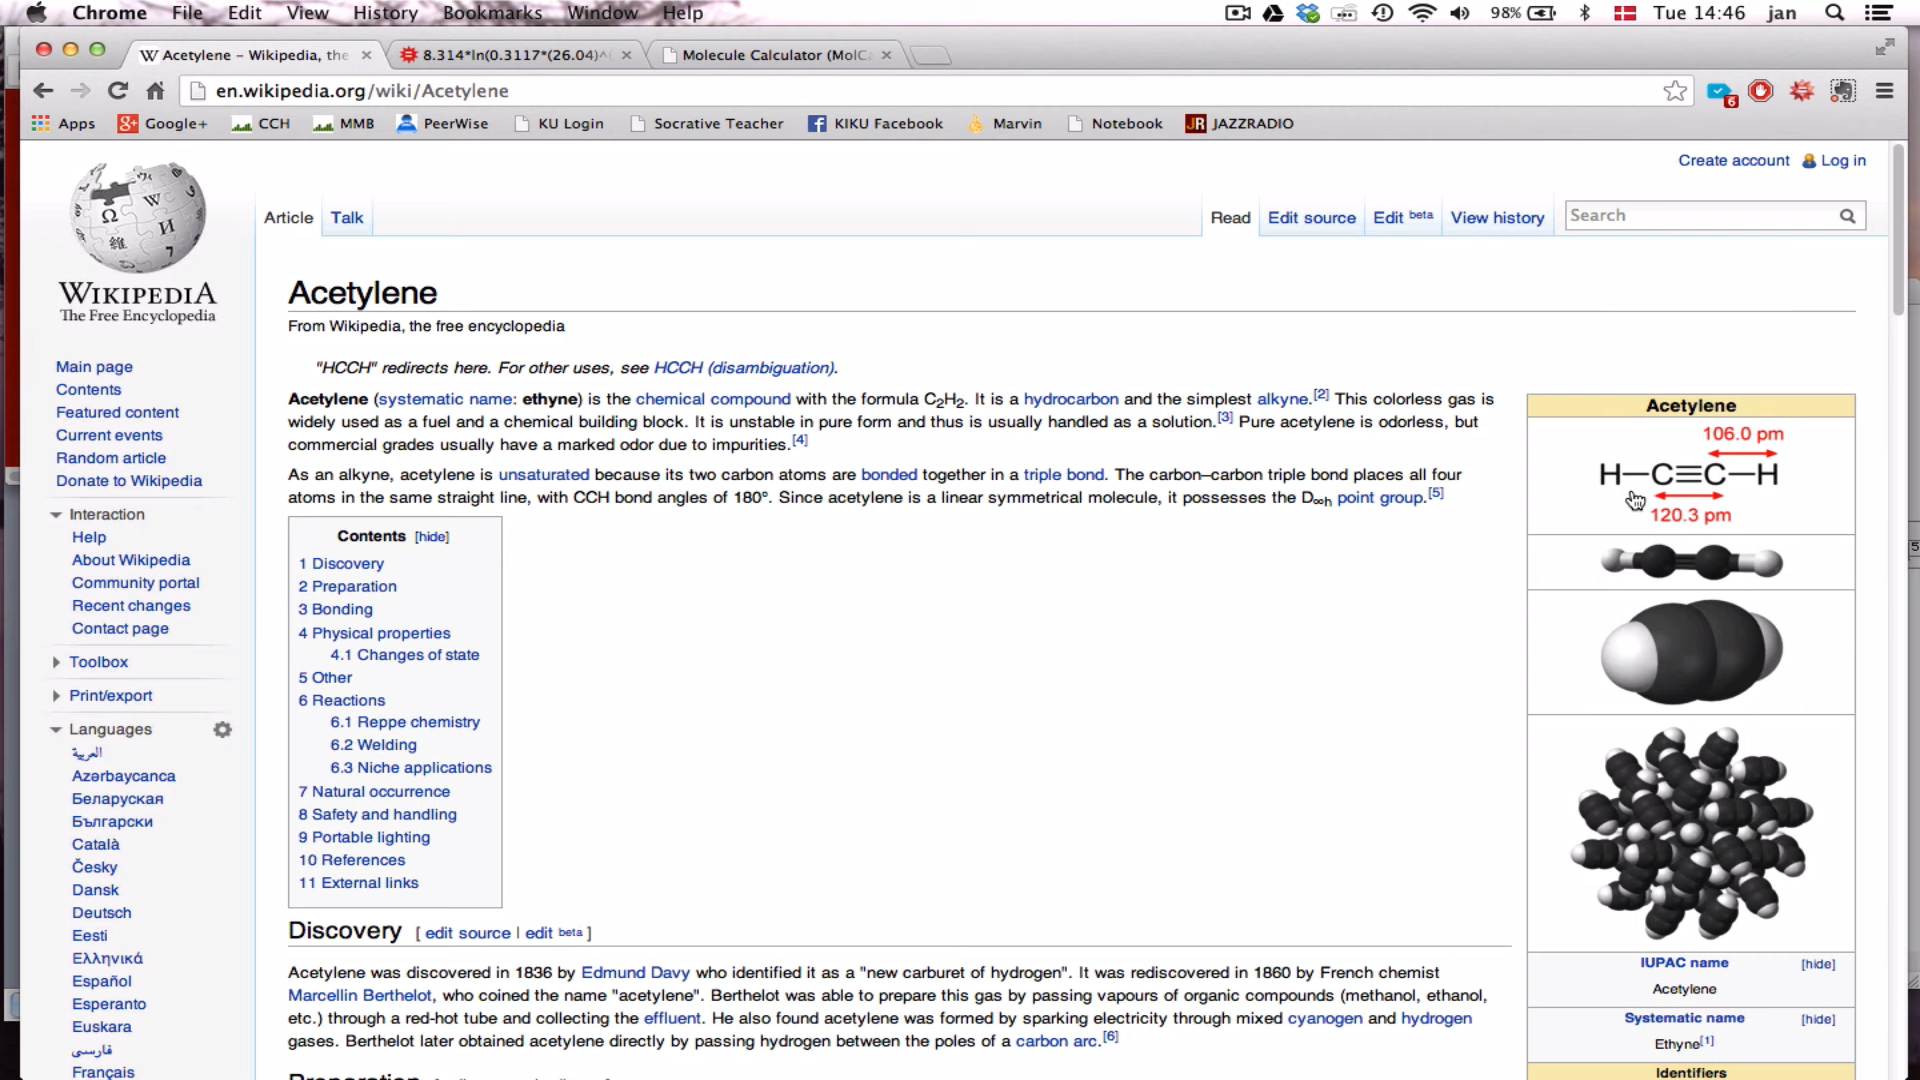 Chrome File Edit View History Bookmarks Window Help 98% Tue 14:46 jan
Acetylene – Wikipedia, the 8.314*ln(0.3117*(26.04)^( Molecule Calculator (MolCa
en.wikipedia.org/wiki/Acetylene 6
Apps Google+ CCH MMB PeerWise KU Login Socrative Teacher KIKU Facebook Marvin Notebook JR JAZZRADIO
Create account Log in
WIKIPEDIA
The Free Encyclopedia
Article Talk Read Edit source Edit beta View history Search
Acetylene
From Wikipedia, the free encyclopedia
"HCCH" redirects here. For other uses, see HCCH (disambiguation).
Acetylene (systematic name: ethyne) is the chemical compound with the formula C2H2. It is a hydrocarbon and the simplest alkyne.[2] This colorless gas is
widely used as a fuel and a chemical building block. It is unstable in pure form and thus is usually handled as a solution.[3] Pure acetylene is odorless, but
commercial grades usually have a marked odor due to impurities.[4]
As an alkyne, acetylene is unsaturated because its two carbon atoms are bonded together in a triple bond. The carbon–carbon triple bond places all four
atoms in the same straight line, with CCH bond angles of 180°. Since acetylene is a linear symmetrical molecule, it possesses the D∞h point group.[5]
Main page
Contents
Featured content
Current events
Random article
Donate to Wikipedia
Interaction
Help
About Wikipedia
Community portal
Recent changes
Contact page
Toolbox
Print/export
Languages
العربية
Azərbaycanca
Беларуская
Български
Català
Česky
Dansk
Deutsch
Eesti
Ελληνικά
Español
Esperanto
Euskara
فارسی
Français
Contents [hide]
1 Discovery
2 Preparation
3 Bonding
4 Physical properties
4.1 Changes of state
5 Other
6 Reactions
6.1 Reppe chemistry
6.2 Welding
6.3 Niche applications
7 Natural occurrence
8 Safety and handling
9 Portable lighting
10 References
11 External links
Discovery [ edit source | edit beta ]
Acetylene was discovered in 1836 by Edmund Davy who identified it as a "new carburet of hydrogen". It was rediscovered in 1860 by French chemist
Marcellin Berthelot, who coined the name "acetylene". Berthelot was able to prepare this gas by passing vapours of organic compounds (methanol, ethanol,
etc.) through a red-hot tube and collecting the effluent. He also found acetylene was formed by sparking electricity through mixed cyanogen and hydrogen
gases. Berthelot later obtained acetylene directly by passing hydrogen between the poles of a carbon arc.[6]
Preparation
Acetylene
106.0 pm
H–C≡C–H
120.3 pm
IUPAC name [hide]
Acetylene
Systematic name [hide]
Ethyne[1]
Identifiers